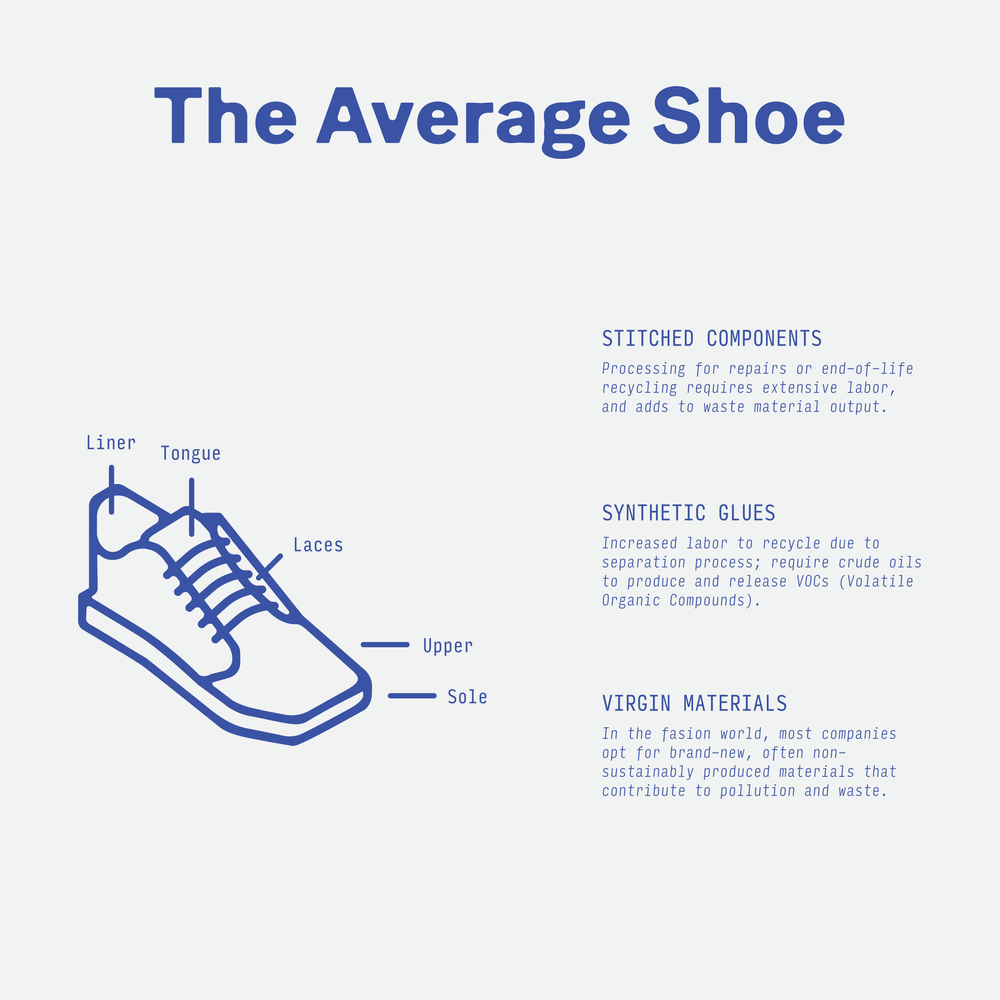 The Average Shoe
Liner
Tongue
Laces
Upper
Sole
STITCHED COMPONENTS
Processing for repairs or end-of-life
recycling requires extensive labor,
and adds to waste material output.
SYNTHETIC GLUES
Increased labor to recycle due to
separation process; require crude oils
to produce and release VOCs (Volatile
Organic Compounds).
VIRGIN MATERIALS
In the fasion world, most companies
opt for brand-new, often non-
sustainably produced materials that
contribute to pollution and waste.